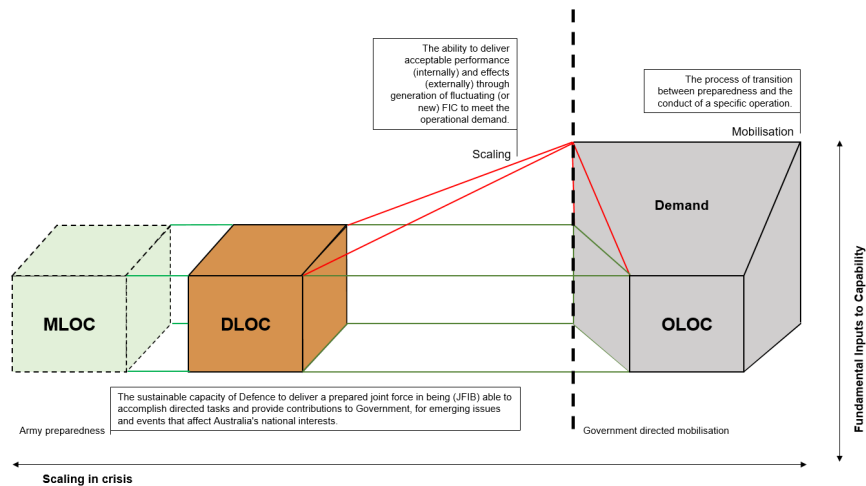 The ability to deliver
acceptable performance
(internally) and effects
(externally) through
generation of fluctuating (or
new) FIC to meet the
operational demand.
Scaling
The process of transition
between preparedness and the
conduct of a specific operation.
Mobilisation
Demand
MLOC
DLOC
OLOC
The sustainable capacity of Defence to deliver a prepared joint force in being (JFIB) able to
accomplish directed tasks and provide contributions to Government, for emerging issues
and events that affect Australia's national interests.
Army preparedness
Government directed mobilisation
Scaling in crisis
Fundamental Inputs to Capability